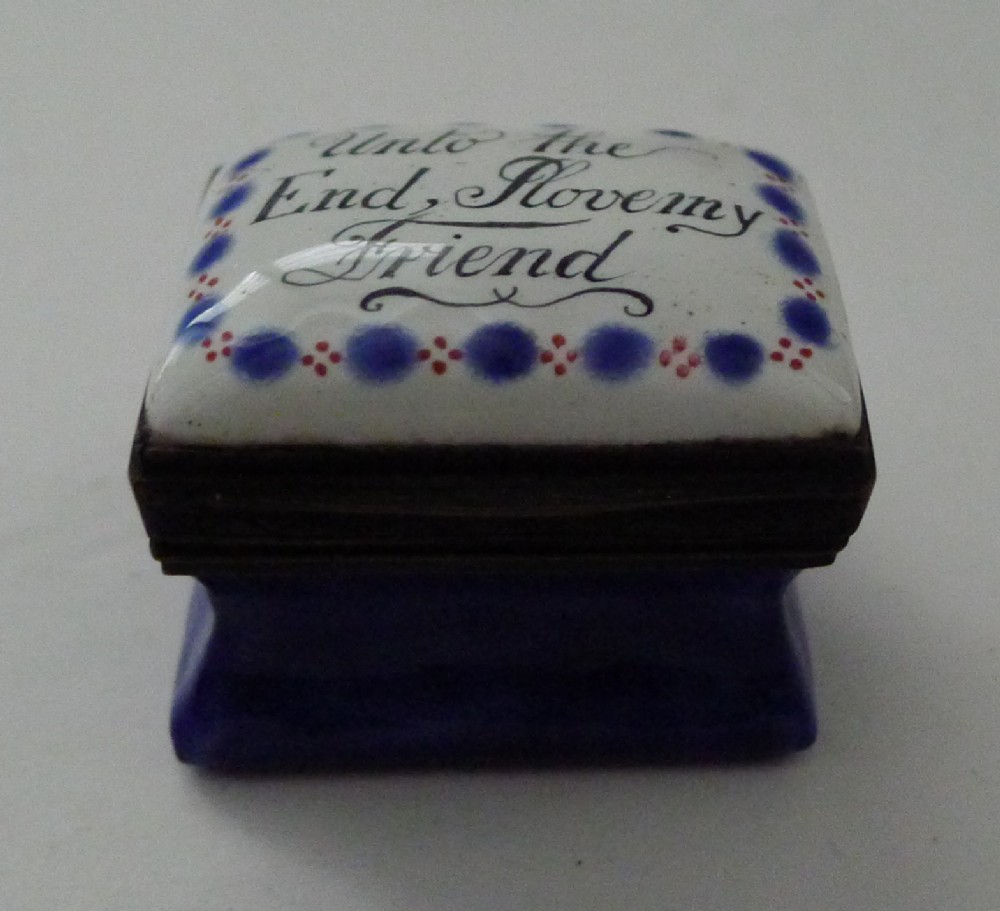 Unto the
End, I love my
Friend